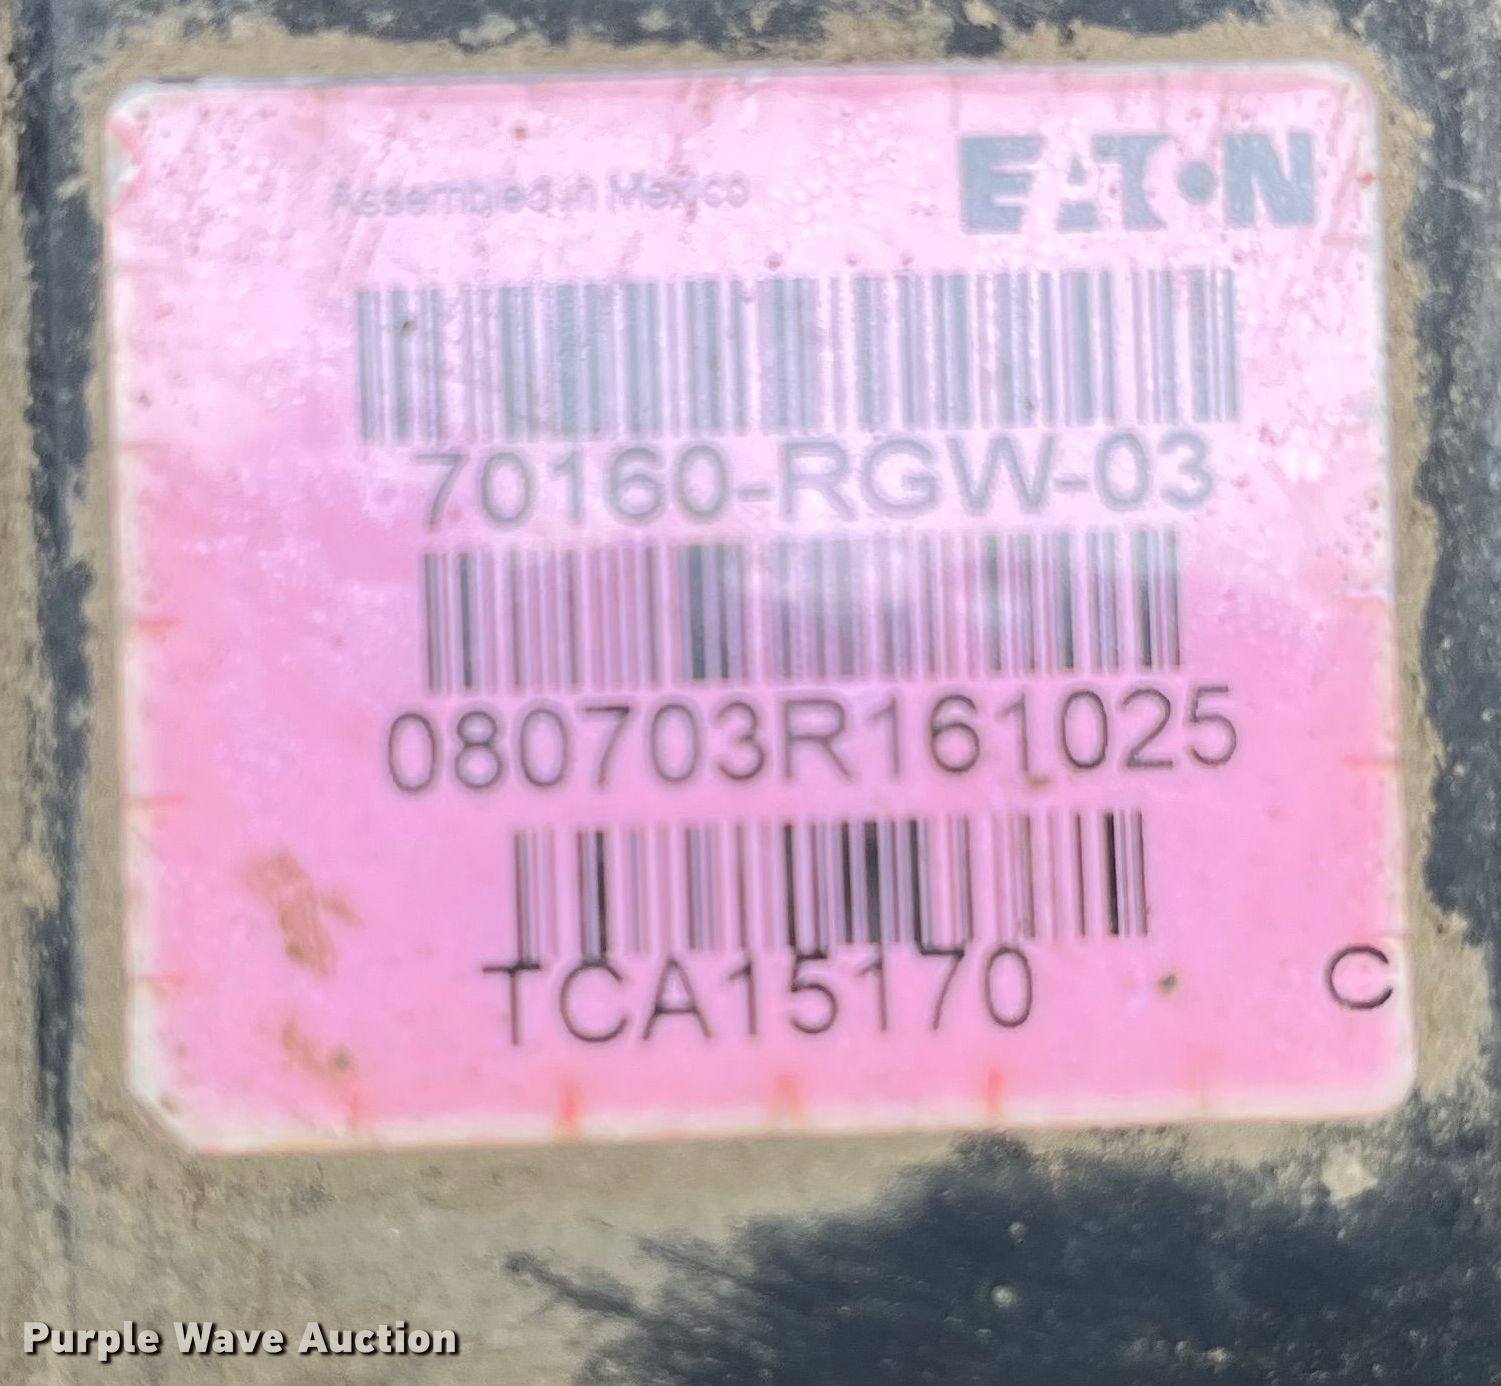 Assembled in Mexico
EATON
70160-RGW-03
080703R161025
TCA15170
C
Purple Wave Auction